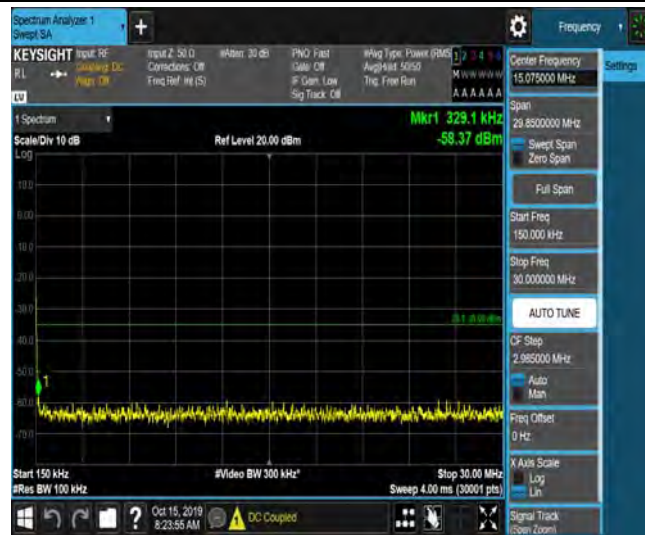 Spectrum Analyzer 1
Swept SA
Frequency
KEYSIGHT
Input: RF
RL
Coupling: DC
Align: Off
Input Z: 50 Ω
Corrections: Off
Freq Ref: Int (S)
#Atten: 30 dB
PNO: Fast
Gate: Off
IF Gain: Low
Sig Track: Off
#Avg Type: Power (RMS
Avg|Hold: 50/50
Trig: Free Run
1 2 3 4 5 6
M W W W W W
A A A A A A
LV
1 Spectrum
Scale/Div 10 dB
Ref Level 20.00 dBm
Mkr1 329.1 kHz
-58.37 dBm
Log
10.0
0.00
-10.0
-20.0
-30.0
-40.0
-50.0
-60.0
-70.0
1
Start 150 kHz
#Video BW 300 kHz*
Stop 30.00 MHz
#Res BW 100 kHz
Sweep 4.00 ms (30001 pts)
Center Frequency
15.075000 MHz
Settings
Span
29.8500000 MHz
Swept Span
Zero Span
Full Span
Start Freq
150.000 kHz
Stop Freq
30.000000 MHz
AUTO TUNE
CF Step
2.985000 MHz
Auto
Man
Freq Offset
0 Hz
X Axis Scale
Log
Lin
Signal Track
(Span Zoom)
?
Oct 15, 2019
8:23:55 AM
DC Coupled